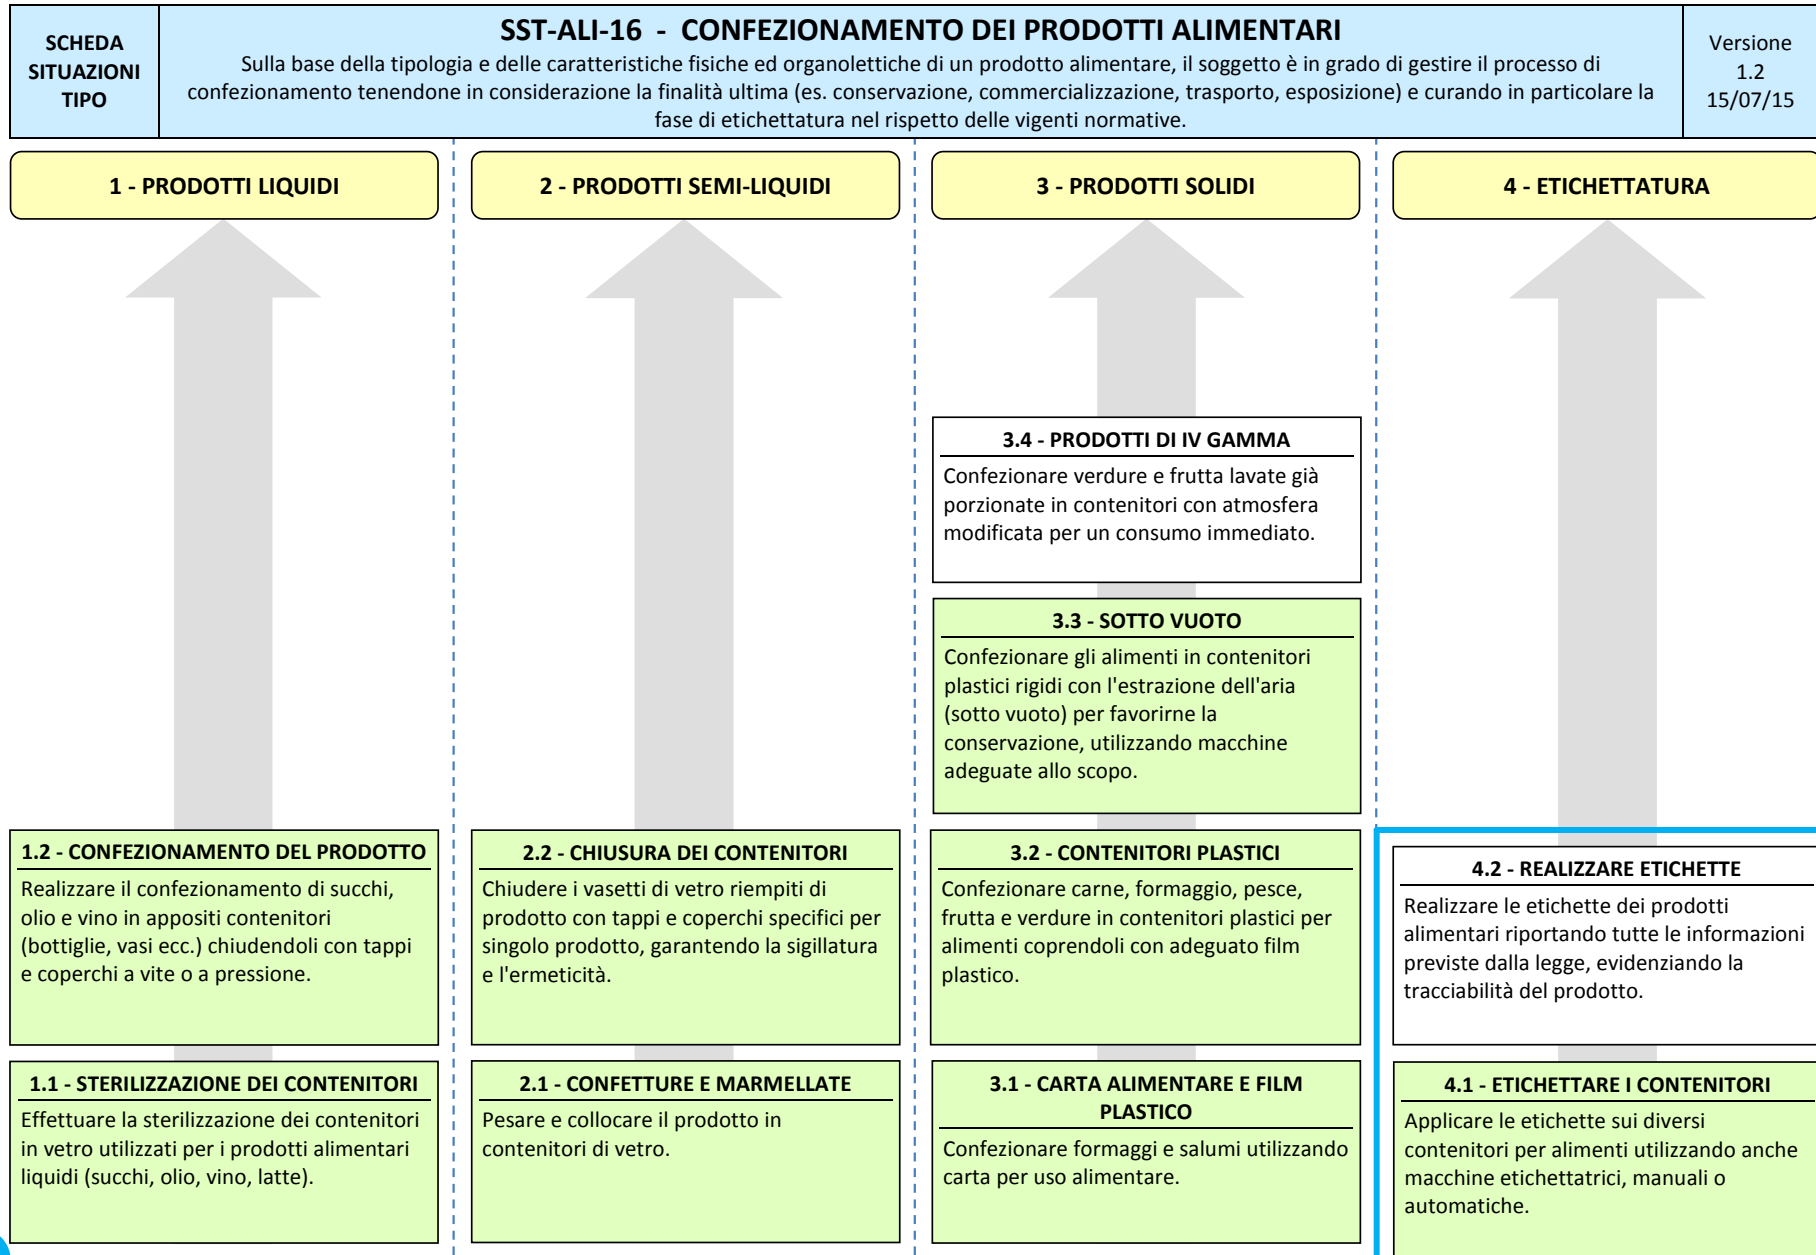 SCHEDA
SITUAZIONI
TIPO
SST-ALI-16 - CONFEZIONAMENTO DEI PRODOTTI ALIMENTARI
Sulla base della tipologia e delle caratteristiche fisiche ed organolettiche di un prodotto alimentare, il soggetto è in grado di gestire il processo di
confezionamento tenendone in considerazione la finalità ultima (es. conservazione, commercializzazione, trasporto, esposizione) e curando in particolare la
fase di etichettatura nel rispetto delle vigenti normative.
Versione
1.2
15/07/15
1 - PRODOTTI LIQUIDI
2 - PRODOTTI SEMI-LIQUIDI
3 - PRODOTTI SOLIDI
4 - ETICHETTATURA
3.4 - PRODOTTI DI IV GAMMA
Confezionare verdure e frutta lavate già
porzionate in contenitori con atmosfera
modificata per un consumo immediato.
3.3 - SOTTO VUOTO
Confezionare gli alimenti in contenitori
plastici rigidi con l'estrazione dell'aria
(sotto vuoto) per favorirne la
conservazione, utilizzando macchine
adeguate allo scopo.
1.2 - CONFEZIONAMENTO DEL PRODOTTO
Realizzare il confezionamento di succhi,
olio e vino in appositi contenitori
(bottiglie, vasi ecc.) chiudendoli con tappi
e coperchi a vite o a pressione.
2.2 - CHIUSURA DEI CONTENITORI
Chiudere i vasetti di vetro riempiti di
prodotto con tappi e coperchi specifici per
singolo prodotto, garantendo la sigillatura
e l'ermeticità.
3.2 - CONTENITORI PLASTICI
Confezionare carne, formaggio, pesce,
frutta e verdure in contenitori plastici per
alimenti coprendoli con adeguato film
plastico.
4.2 - REALIZZARE ETICHETTE
Realizzare le etichette dei prodotti
alimentari riportando tutte le informazioni
previste dalla legge, evidenziando la
tracciabilità del prodotto.
1.1 - STERILIZZAZIONE DEI CONTENITORI
Effettuare la sterilizzazione dei contenitori
in vetro utilizzati per i prodotti alimentari
liquidi (succhi, olio, vino, latte).
2.1 - CONFETTURE E MARMELLATE
Pesare e collocare il prodotto in
contenitori di vetro.
3.1 - CARTA ALIMENTARE E FILM
PLASTICO
Confezionare formaggi e salumi utilizzando
carta per uso alimentare.
4.1 - ETICHETTARE I CONTENITORI
Applicare le etichette sui diversi
contenitori per alimenti utilizzando anche
macchine etichettatrici, manuali o
automatiche.